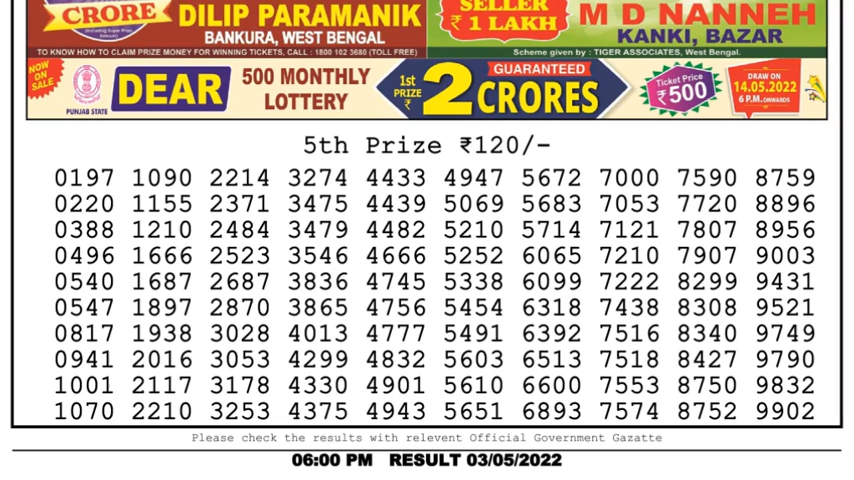 CRORE
(Including Super Prize Amount)
DILIP PARAMANIK
BANKURA, WEST BENGAL
TO KNOW HOW TO CLAIM PRIZE MONEY FOR WINNING TICKETS, CALL : 1800 102 3680 (TOLL FREE)
SELLER
₹ 1 LAKH
M D NANNEH
KANKI, BAZAR
Scheme given by : TIGER ASSOCIATES, West Bengal.
NOW ON SALE
PUNJAB STATE
DEAR
500 MONTHLY
LOTTERY
1st
PRIZE
₹
2
GUARANTEED
CRORES
Ticket Price
₹500
DRAW ON
14.05.2022
6 P.M. ONWARDS
5th Prize ₹120/-
0197 1090 2214 3274 4433 4947 5672 7000 7590 8759
0220 1155 2371 3475 4439 5069 5683 7053 7720 8896
0388 1210 2484 3479 4482 5210 5714 7121 7807 8956
0496 1666 2523 3546 4666 5252 6065 7210 7907 9003
0540 1687 2687 3836 4745 5338 6099 7222 8299 9431
0547 1897 2870 3865 4756 5454 6318 7438 8308 9521
0817 1938 3028 4013 4777 5491 6392 7516 8340 9749
0941 2016 3053 4299 4832 5603 6513 7518 8427 9790
1001 2117 3178 4330 4901 5610 6600 7553 8750 9832
1070 2210 3253 4375 4943 5651 6893 7574 8752 9902
Please check the results with relevent Official Government Gazatte
06:00 PM RESULT 03/05/2022